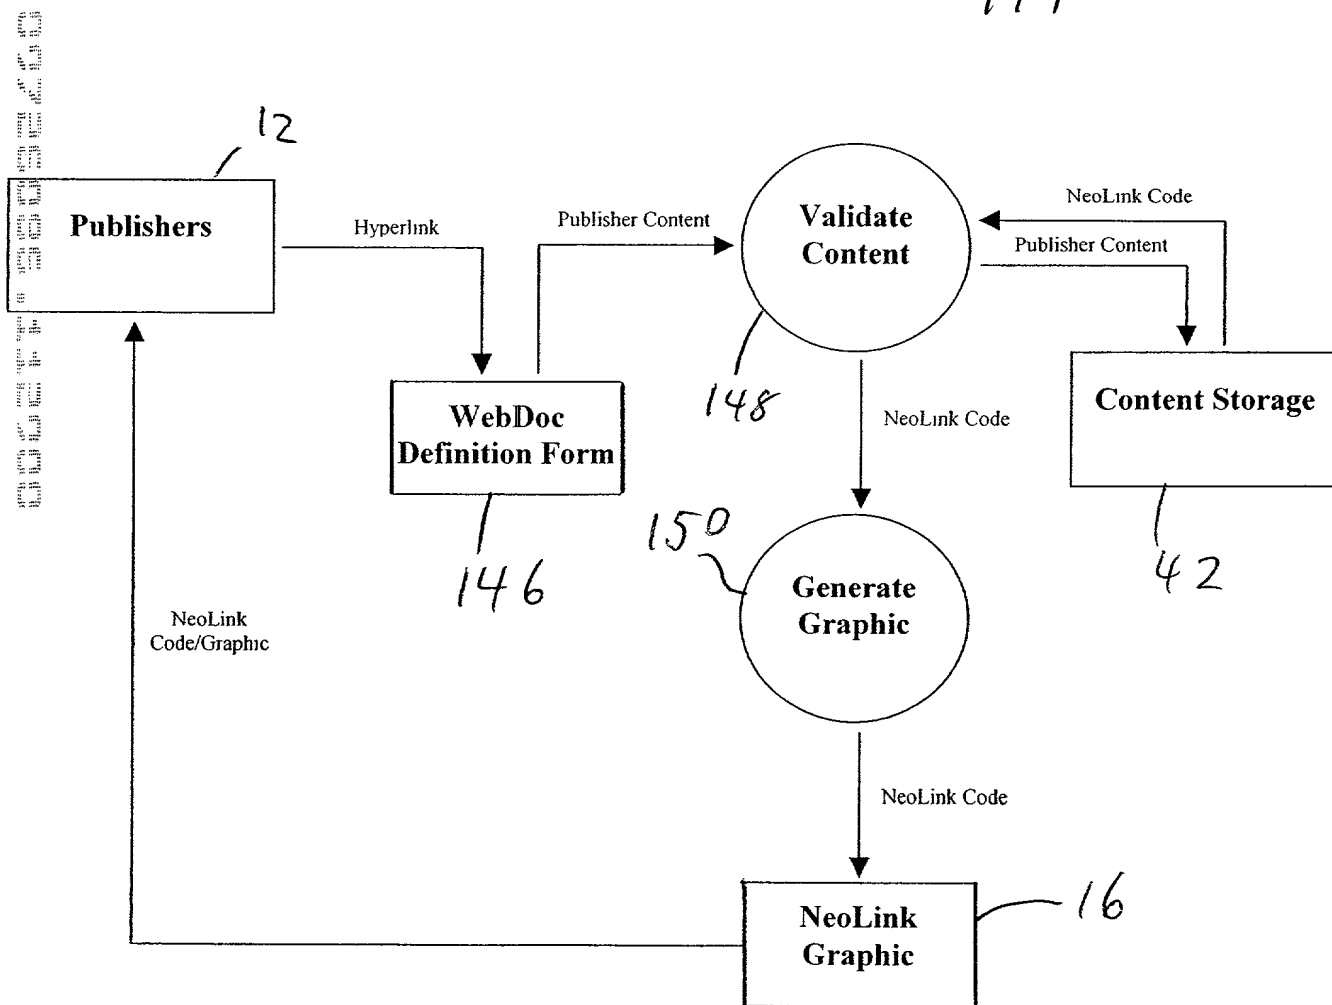 12
Publishers
Hyperlink
Publisher Content
Validate
Content
NeoLink Code
Publisher Content
WebDoc
Definition Form
148
NeoLink Code
Content Storage
146
150
42
Generate
Graphic
NeoLink
Code/Graphic
NeoLink Code
NeoLink
Graphic
16